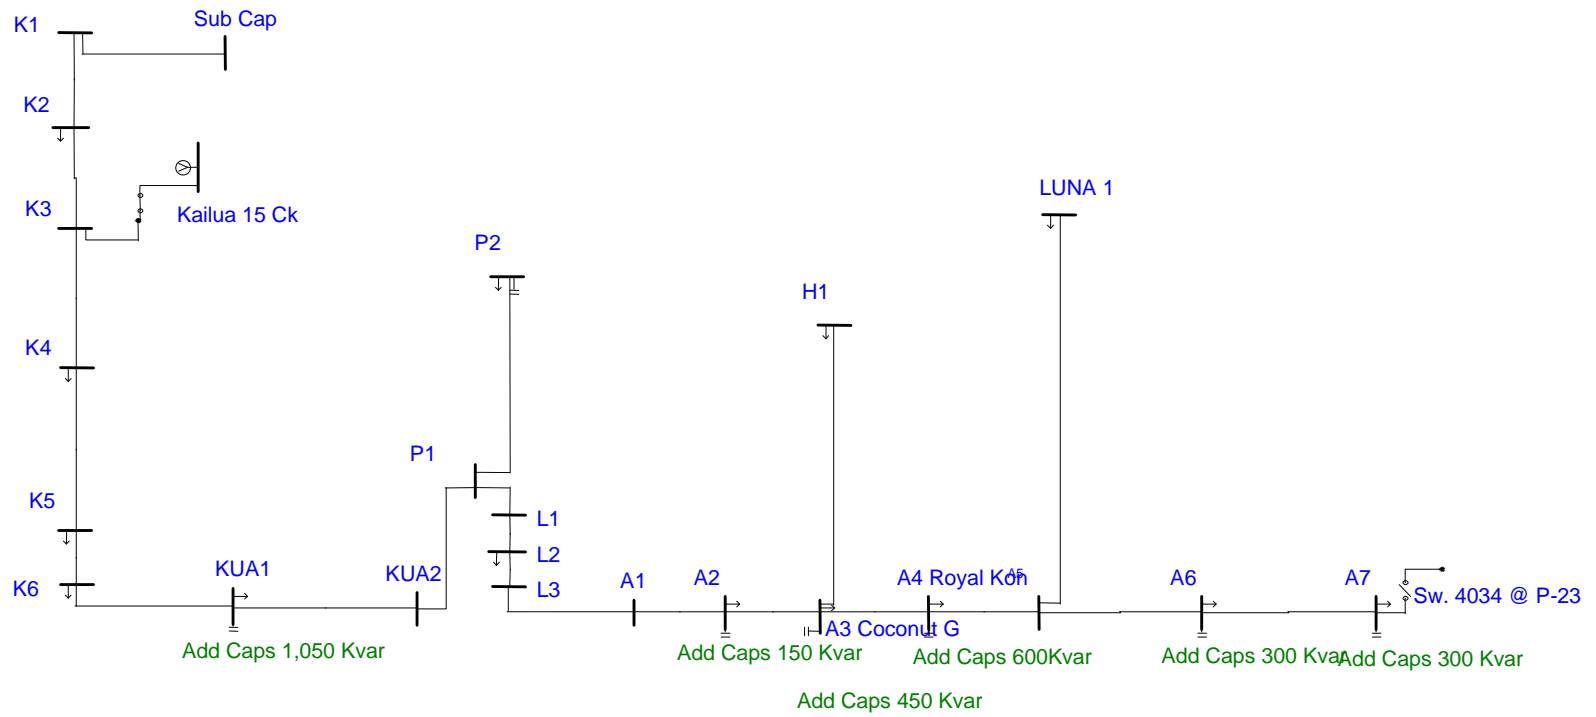 Sub Cap
K1
K2
K3
Kailua 15 Ck
LUNA 1
P2
H1
K4
P1
K5
L1
L2
K6
KUA1
KUA2
L3
A1
A2
A4 Royal Kon
A5
A6
A7
Sw. 4034 @ P-23
A3 Coconut G
Add Caps 1,050 Kvar
Add Caps 150 Kvar
Add Caps 600Kvar
Add Caps 300 Kvar
Add Caps 300 Kvar
Add Caps 450 Kvar